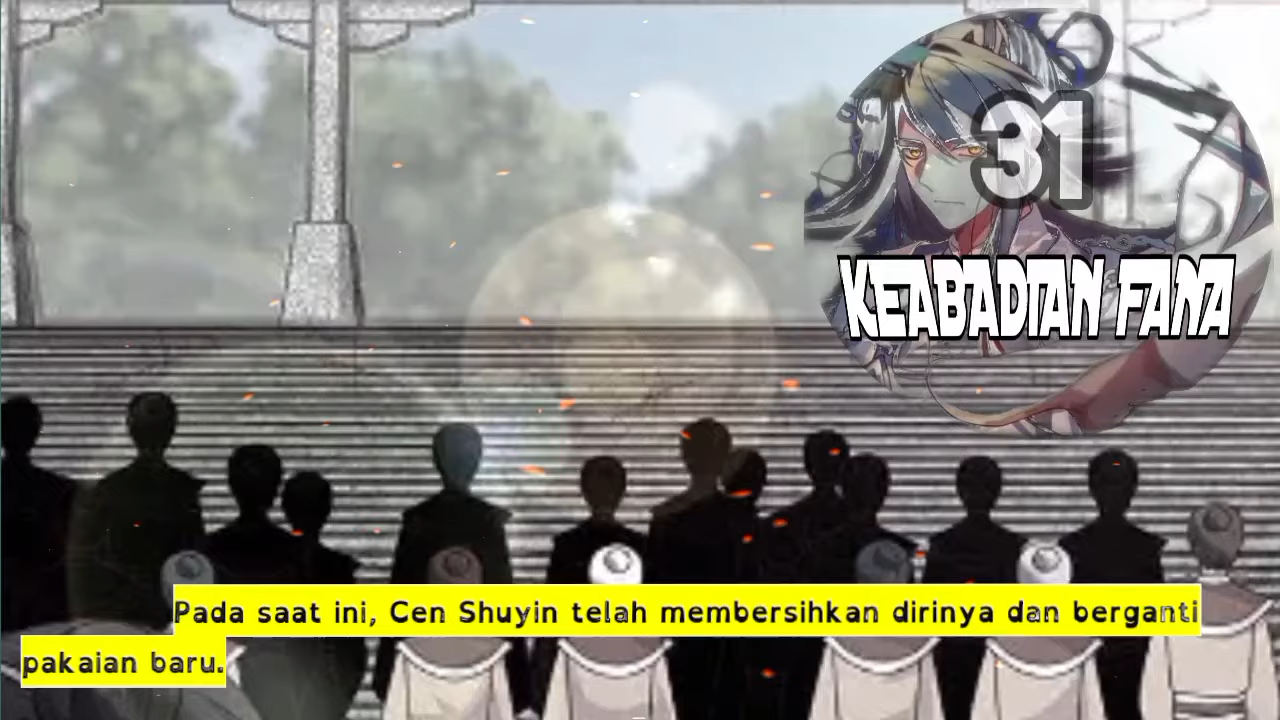 31
KEABADIAN FANA
Pada saat ini, Cen Shuyin telah membersihkan dirinya dan berganti
pakaian baru.